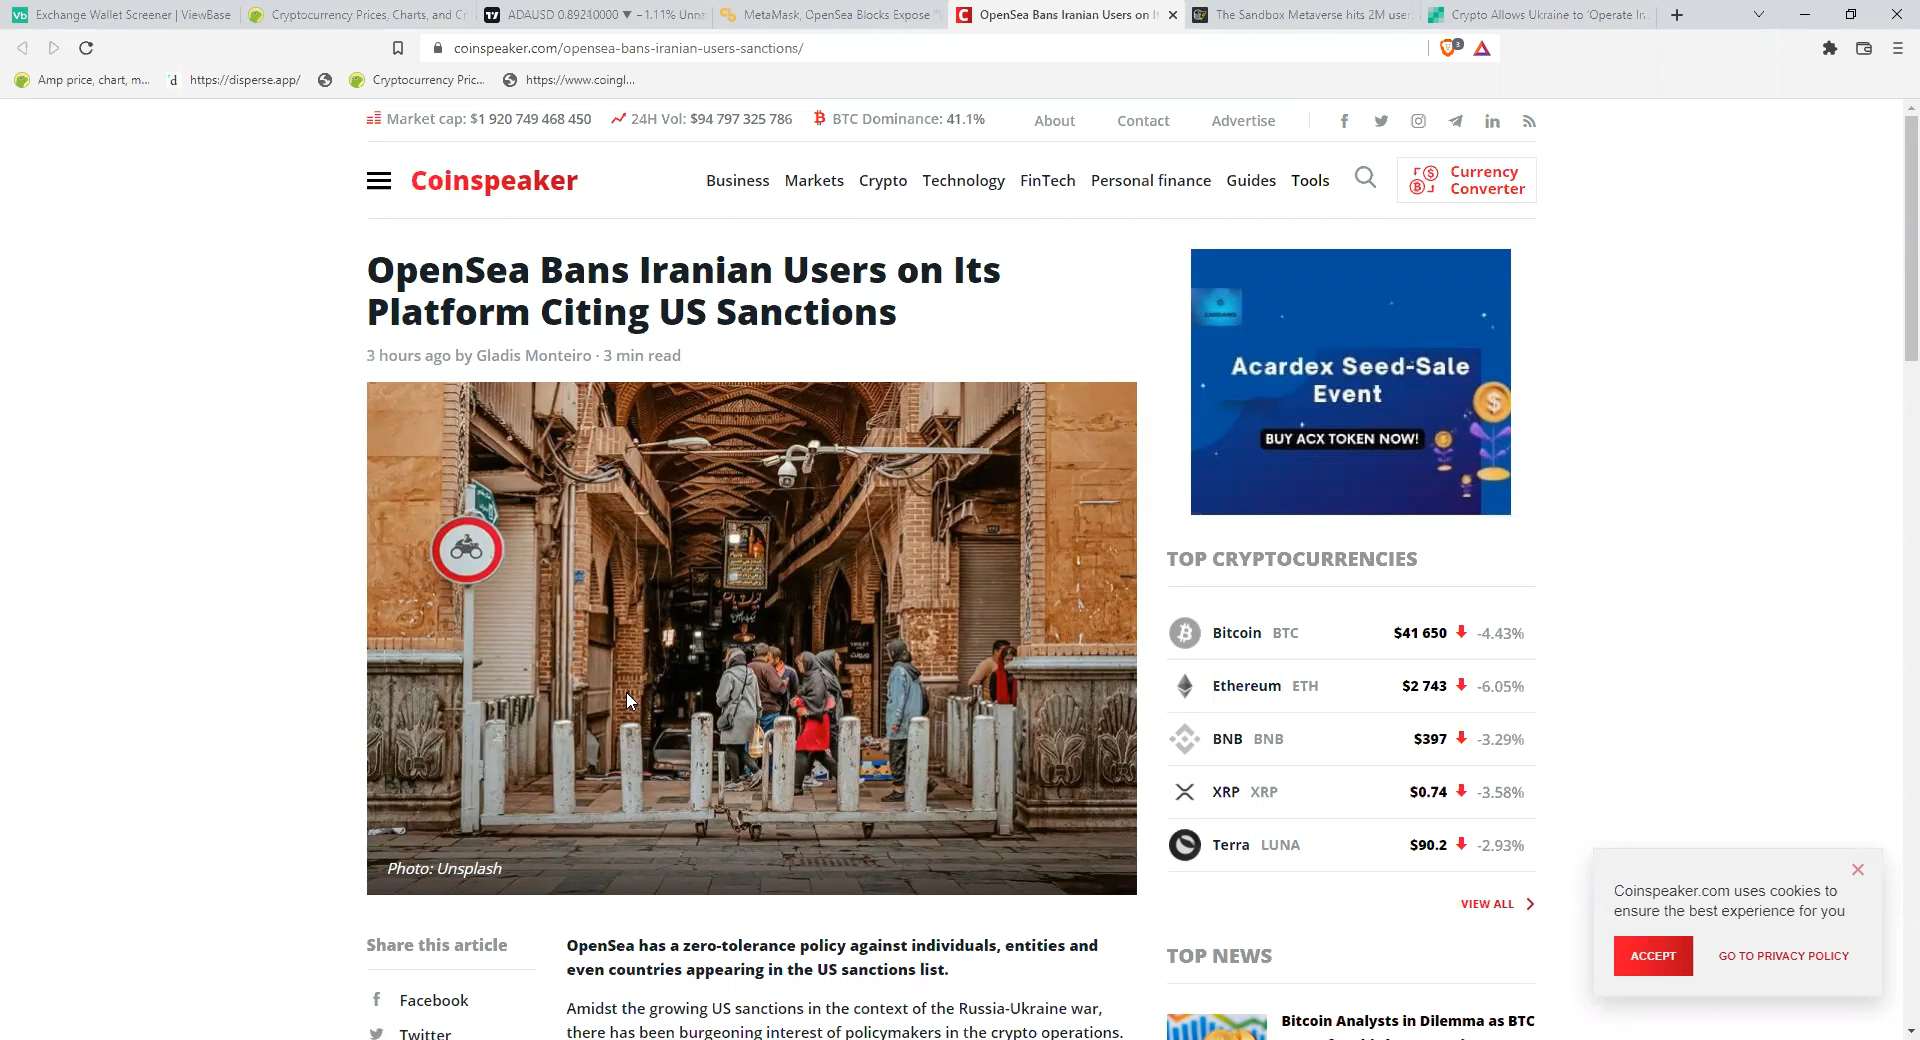 Exchange Wallet Screener | ViewBase
Cryptocurrency Prices, Charts, and Cr
ADAUSD 0.89240000 ▼ −1.11% Unna
MetaMask, OpenSea Blocks Expose "
OpenSea Bans Iranian Users on It
The Sandbox Metaverse hits 2M user
Crypto Allows Ukraine to 'Operate In
coinspeaker.com/opensea-bans-iranian-users-sanctions/
3
Amp price, chart, m...
https://disperse.app/
Cryptocurrency Pric...
https://www.coingl...
Market cap: $1 920 749 468 450
24H Vol: $94 797 325 786
BTC Dominance: 41.1%
About
Contact
Advertise
Coinspeaker
Business
Markets
Crypto
Technology
FinTech
Personal finance
Guides
Tools
Currency
Converter
OpenSea Bans Iranian Users on Its
Platform Citing US Sanctions
3 hours ago by Gladis Monteiro · 3 min read
Photo: Unsplash
Share this article
Facebook
Twitter
OpenSea has a zero-tolerance policy against individuals, entities and
even countries appearing in the US sanctions list.
Amidst the growing US sanctions in the context of the Russia-Ukraine war,
there has been burgeoning interest of policymakers in the crypto operations.
Acardex Seed-Sale
Event
BUY ACX TOKEN NOW!
TOP CRYPTOCURRENCIES
Bitcoin BTC $41 650 -4.43%
Ethereum ETH $2 743 -6.05%
BNB BNB $397 -3.29%
XRP XRP $0.74 -3.58%
Terra LUNA $90.2 -2.93%
VIEW ALL
TOP NEWS
Bitcoin Analysts in Dilemma as BTC
Coinspeaker.com uses cookies to
ensure the best experience for you
ACCEPT
GO TO PRIVACY POLICY